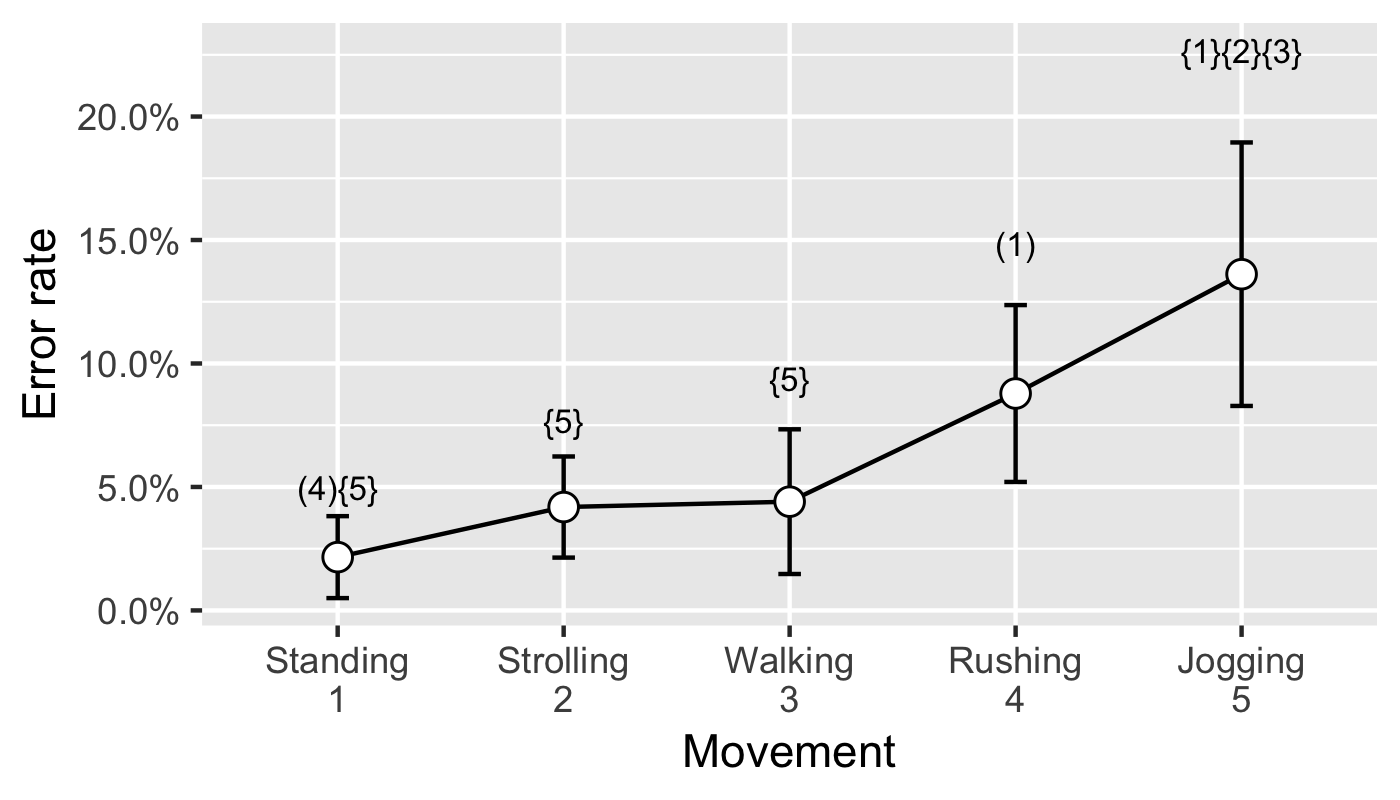 {1}{2}{3}
20.0%
15.0%
(1)
10.0%
{5}
{5}
5.0%
(4){5}
0.0%
Error rate
Standing Strolling Walking Rushing Jogging
1 2 3 4 5
Movement